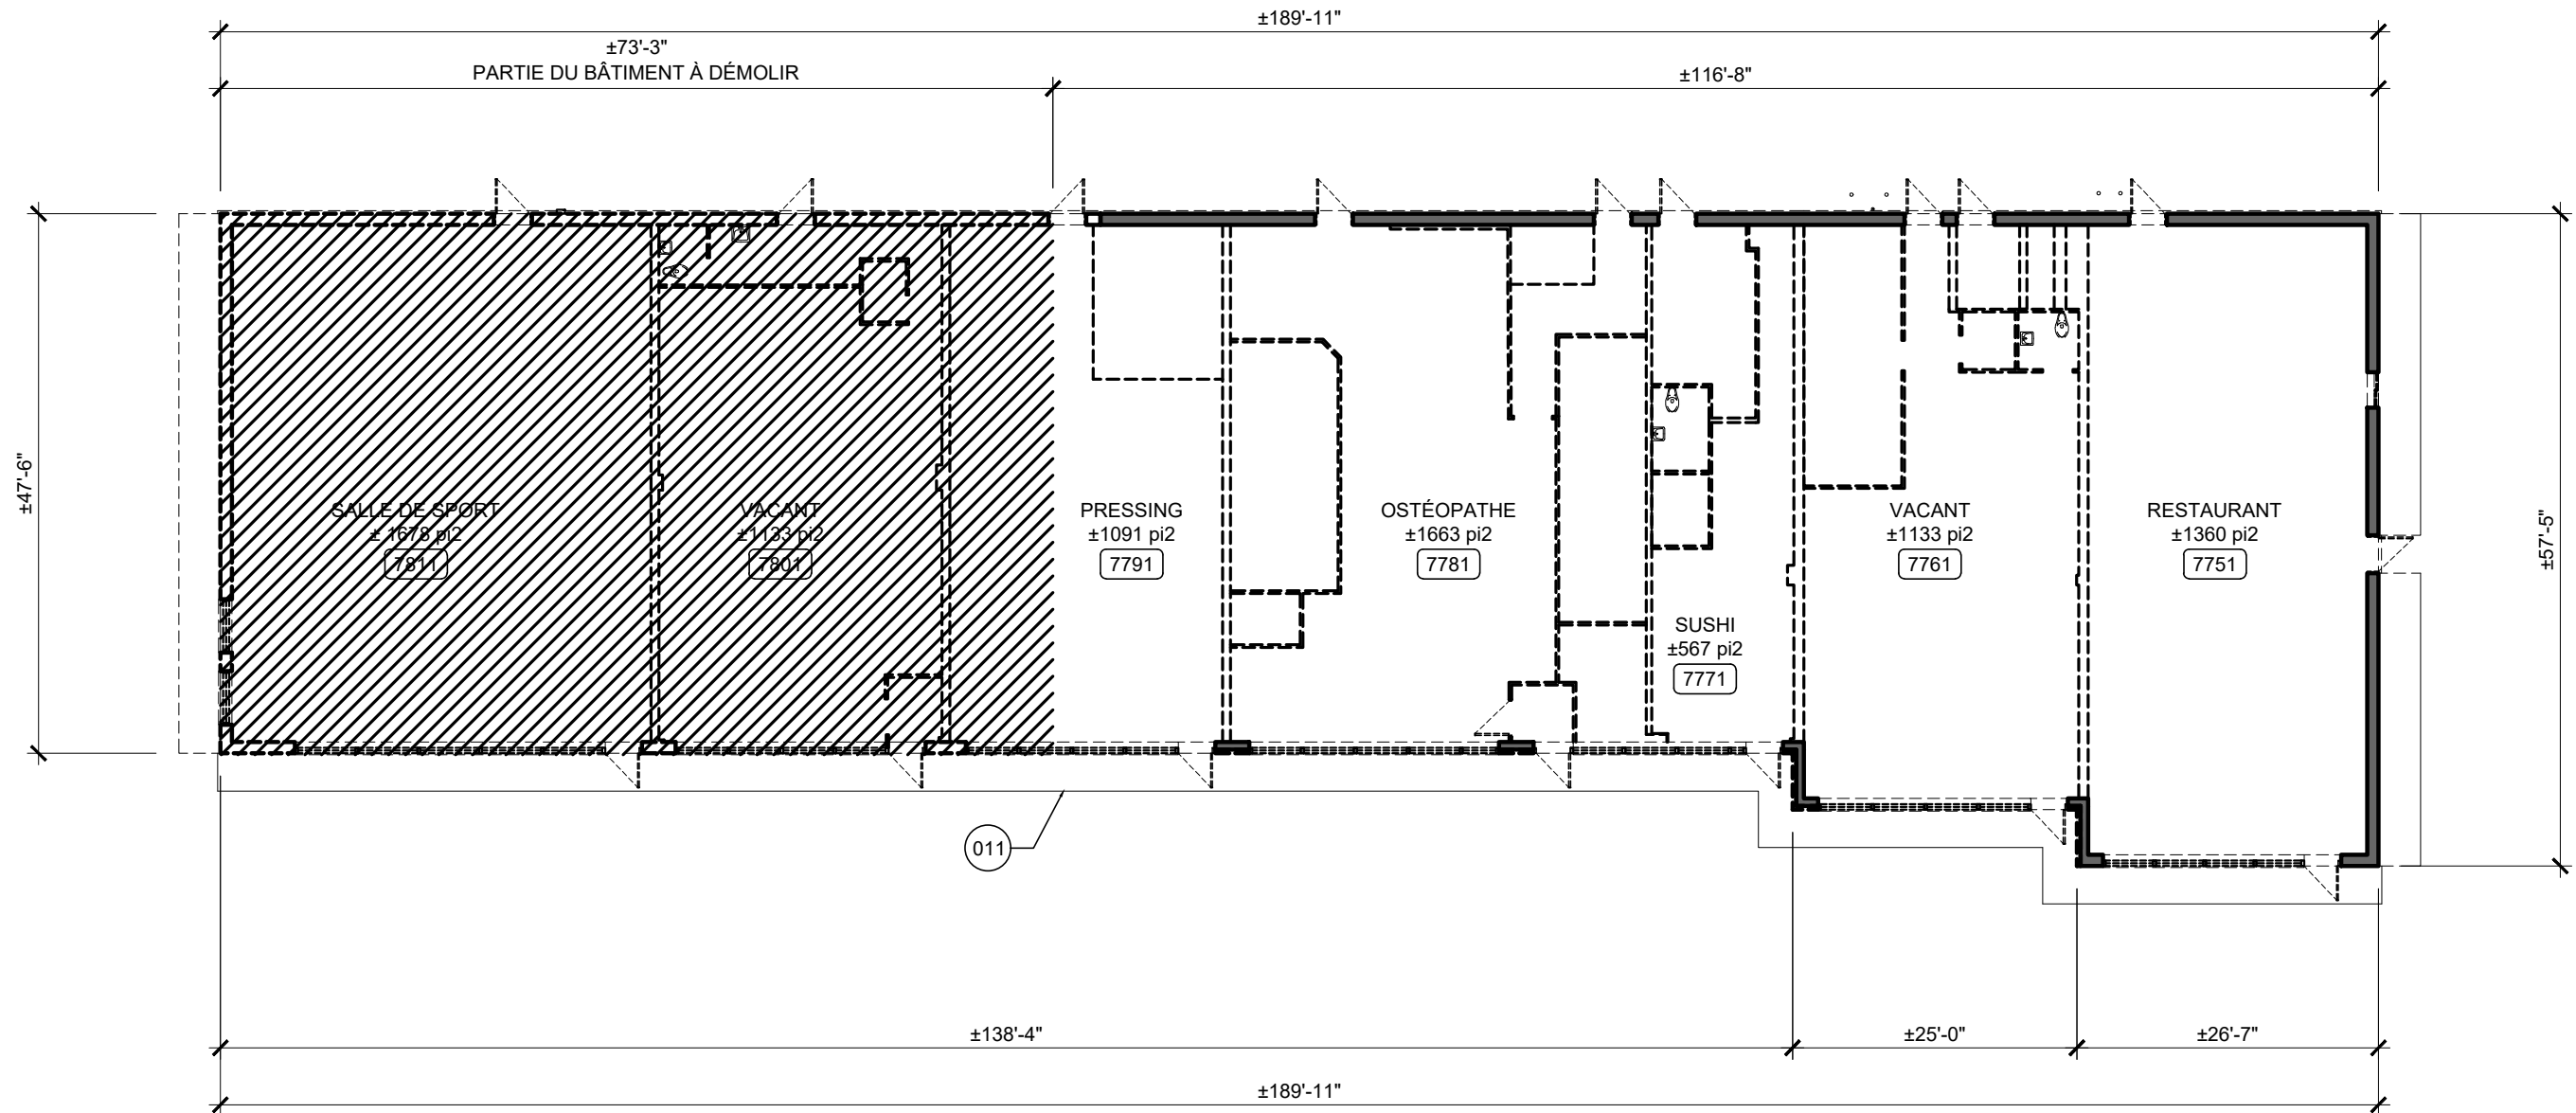 ±189'-11"
±73'-3"
PARTIE DU BÂTIMENT À DÉMOLIR
±116'-8"
±47'-6"
SALLE DE SPORT
± 1678 pi2
7811
VACANT
±1133 pi2
7801
PRESSING
±1091 pi2
7791
OSTÉOPATHE
±1663 pi2
7781
SUSHI
±567 pi2
7771
VACANT
±1133 pi2
7761
RESTAURANT
±1360 pi2
7751
±57'-5"
011
±138'-4"
±25'-0"
±26'-7"
±189'-11"